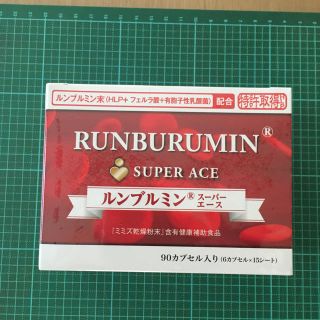 ルンブルミン末（HLP+ フェルラ酸+有胞子性乳酸菌）配合 特許取得
RUNBURUMIN®
SUPER ACE
ルンブルミン® スーパー
エース
『ミミズ乾燥粉末』含有健康補助食品
90カプセル入り（6カプセル×15シート）